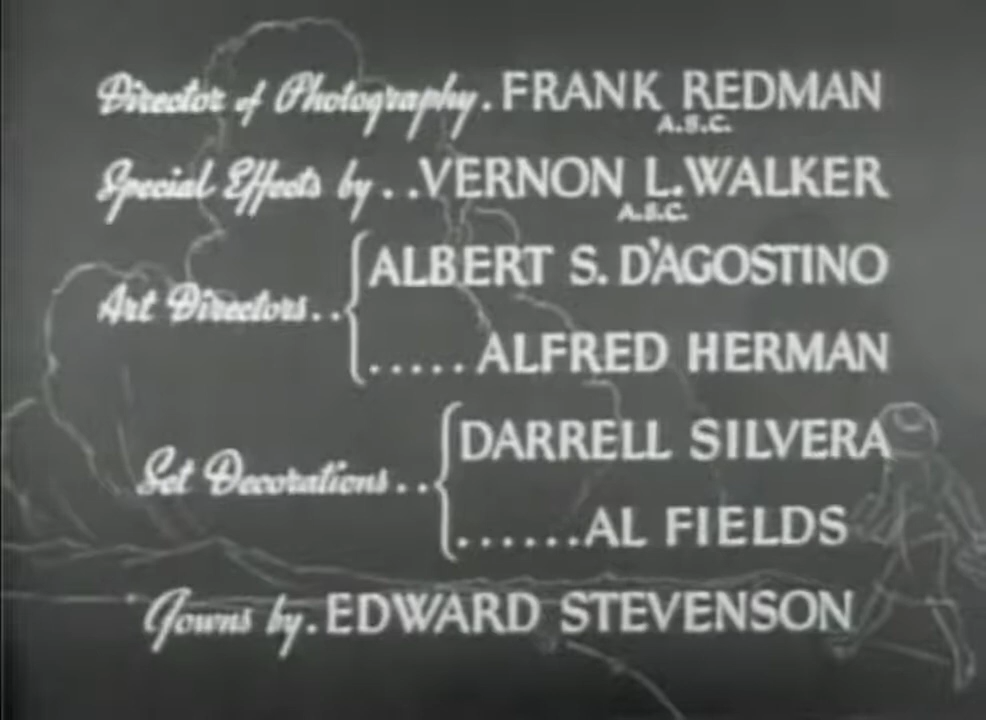 Director of Photography. FRANK REDMAN
A.S.C.
Special Effects by.. VERNON L. WALKER
A.S.C.
Art Directors.. ALBERT S. D'AGOSTINO
..... ALFRED HERMAN
Set Decorations.. DARRELL SILVERA
...... AL FIELDS
Gowns by. EDWARD STEVENSON